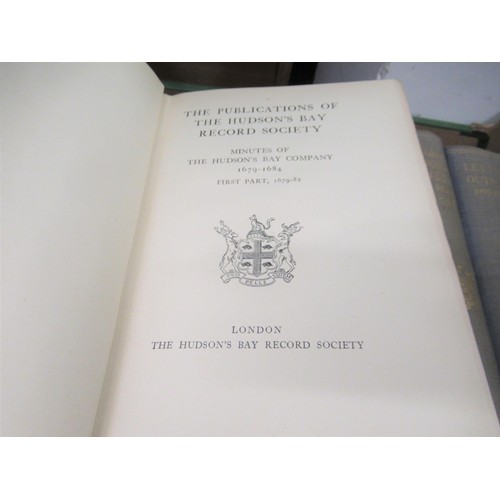 THE PUBLICATIONS OF
THE HUDSON'S BAY
RECORD SOCIETY
MINUTES OF
THE HUDSON'S BAY COMPANY
1679-1684
FIRST PART, 1679-82
LONDON
THE HUDSON'S BAY RECORD SOCIETY
OUT